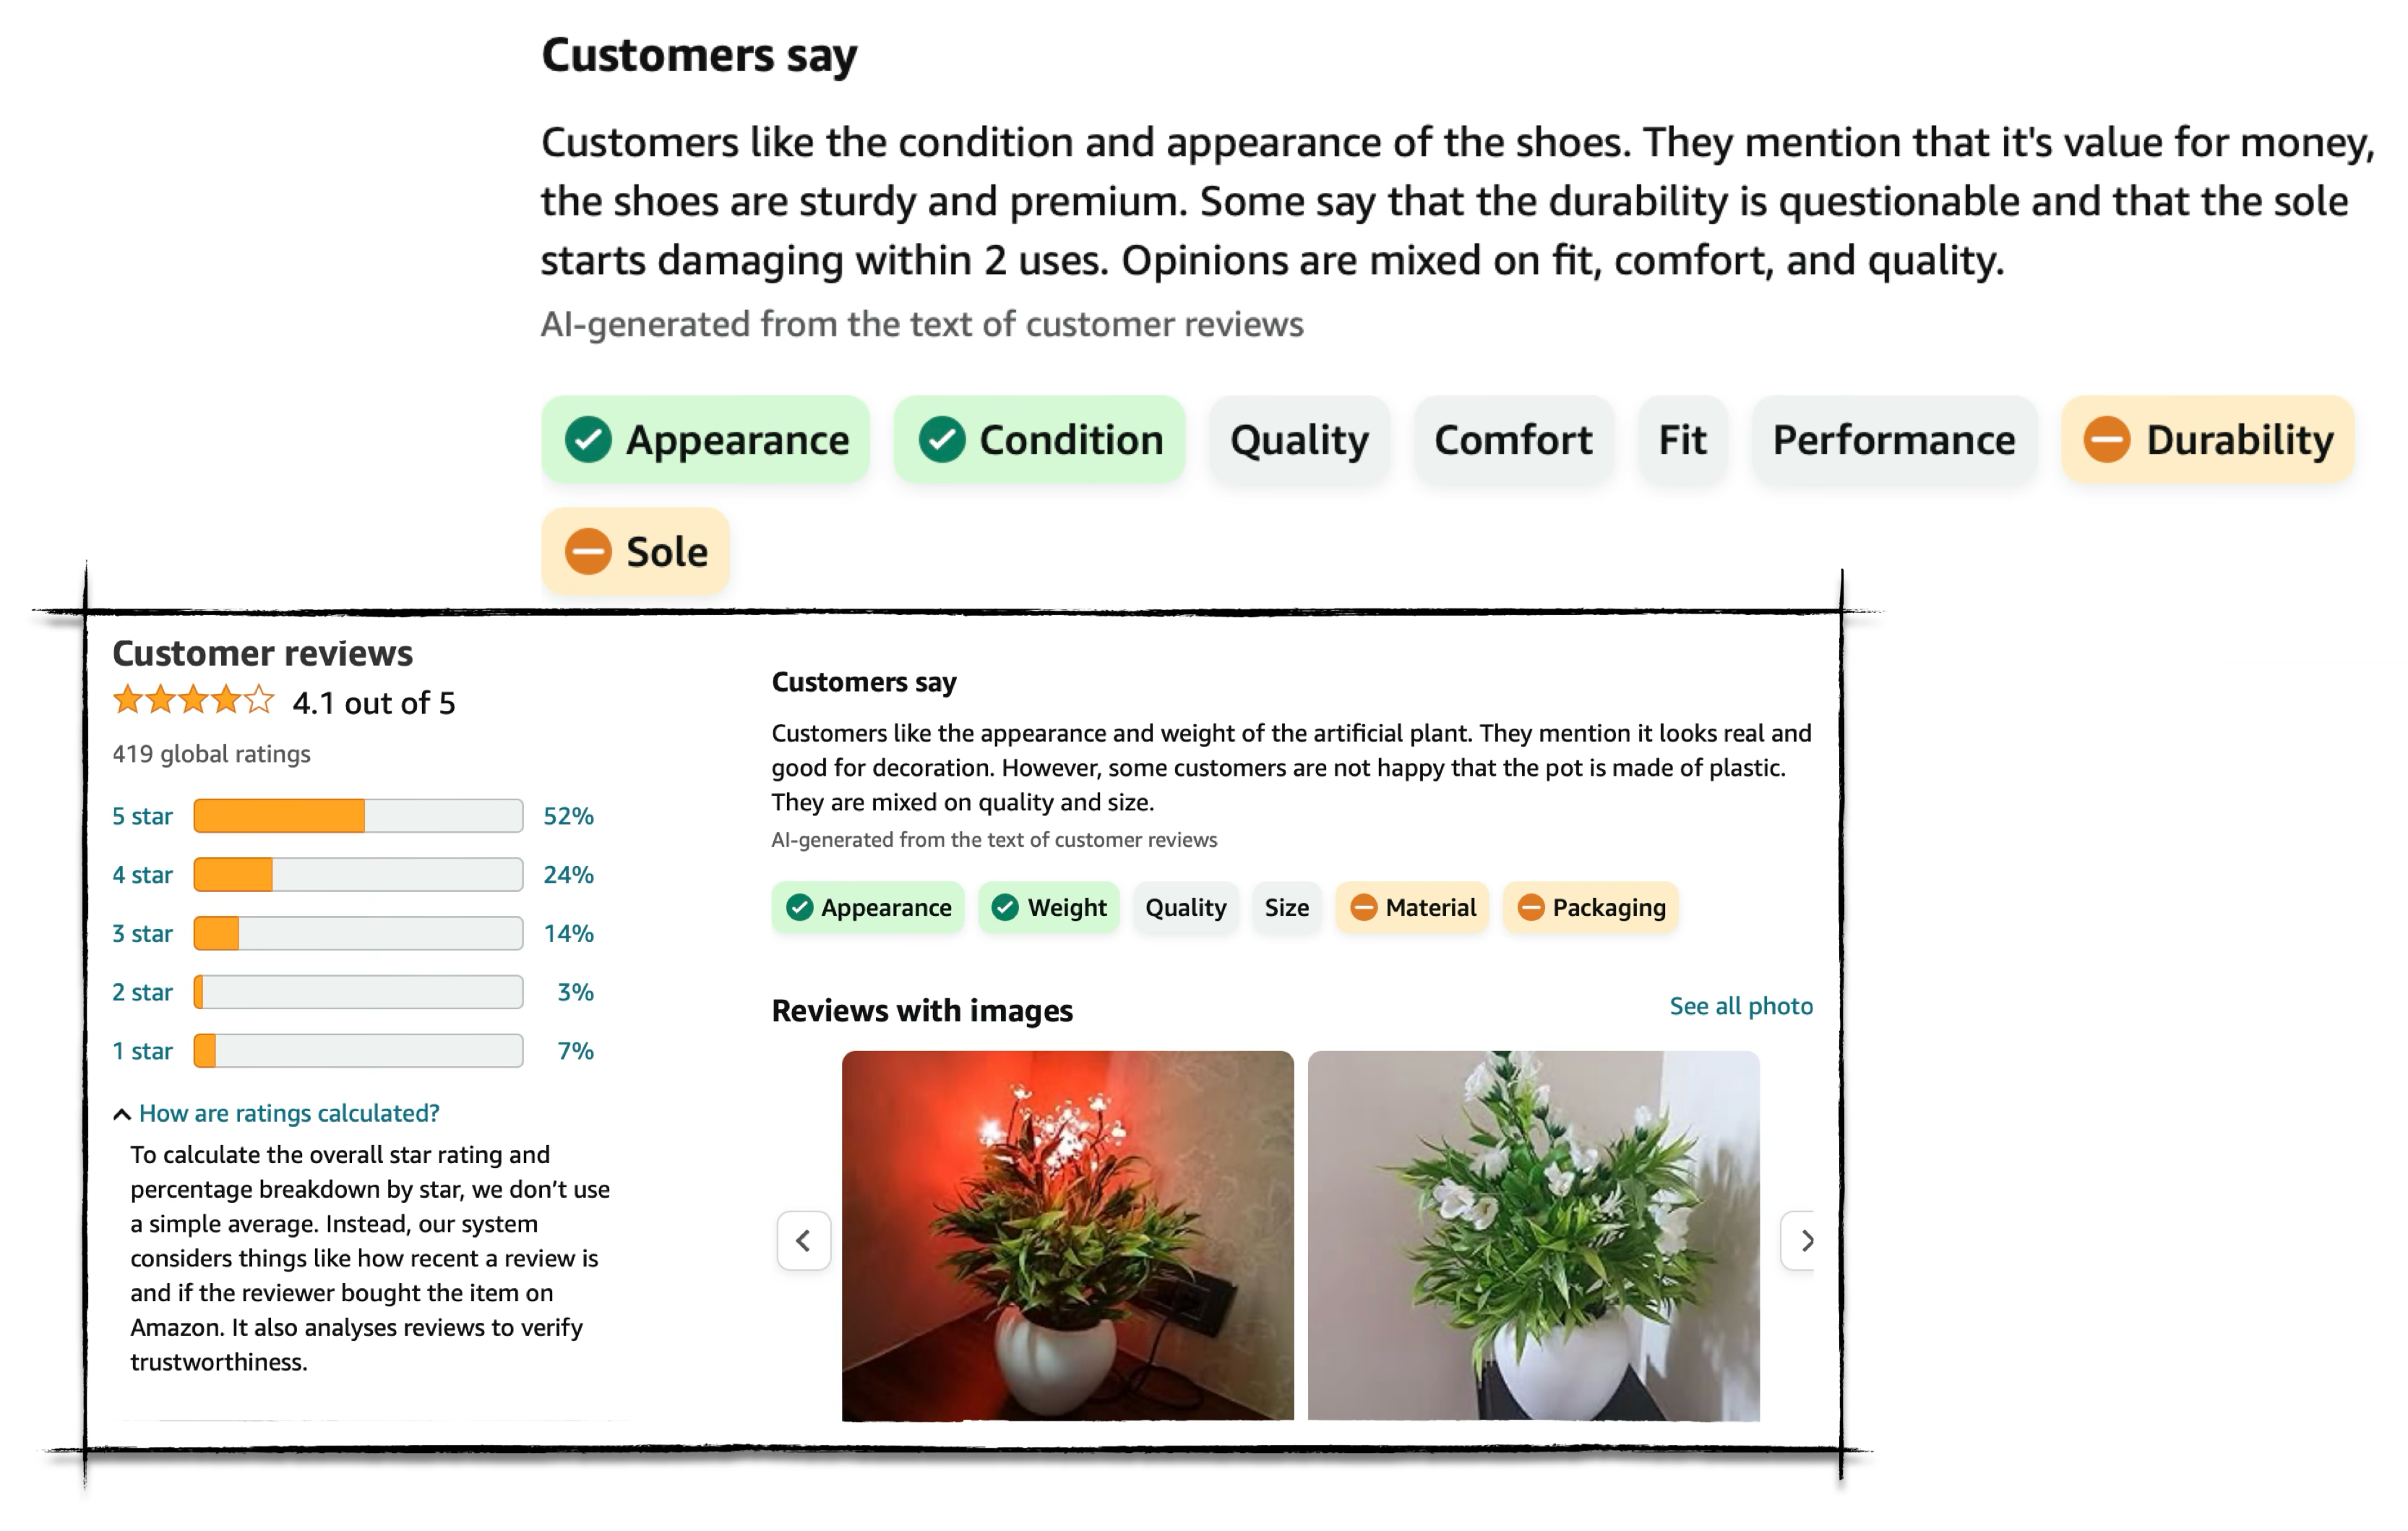 Customers say
Customers like the condition and appearance of the shoes. They mention that it's value for money,
the shoes are sturdy and premium. Some say that the durability is questionable and that the sole
starts damaging within 2 uses. Opinions are mixed on fit, comfort, and quality.
AI-generated from the text of customer reviews
Appearance Condition Quality Comfort Fit Performance Durability
Sole
Customer reviews
4.1 out of 5
419 global ratings
5 star 52%
4 star 24%
3 star 14%
2 star 3%
1 star 7%
How are ratings calculated?
To calculate the overall star rating and
percentage breakdown by star, we don’t use
a simple average. Instead, our system
considers things like how recent a review is
and if the reviewer bought the item on
Amazon. It also analyses reviews to verify
trustworthiness.
Customers say
Customers like the appearance and weight of the artificial plant. They mention it looks real and
good for decoration. However, some customers are not happy that the pot is made of plastic.
They are mixed on quality and size.
AI-generated from the text of customer reviews
Appearance Weight Quality Size Material Packaging
Reviews with images See all photo